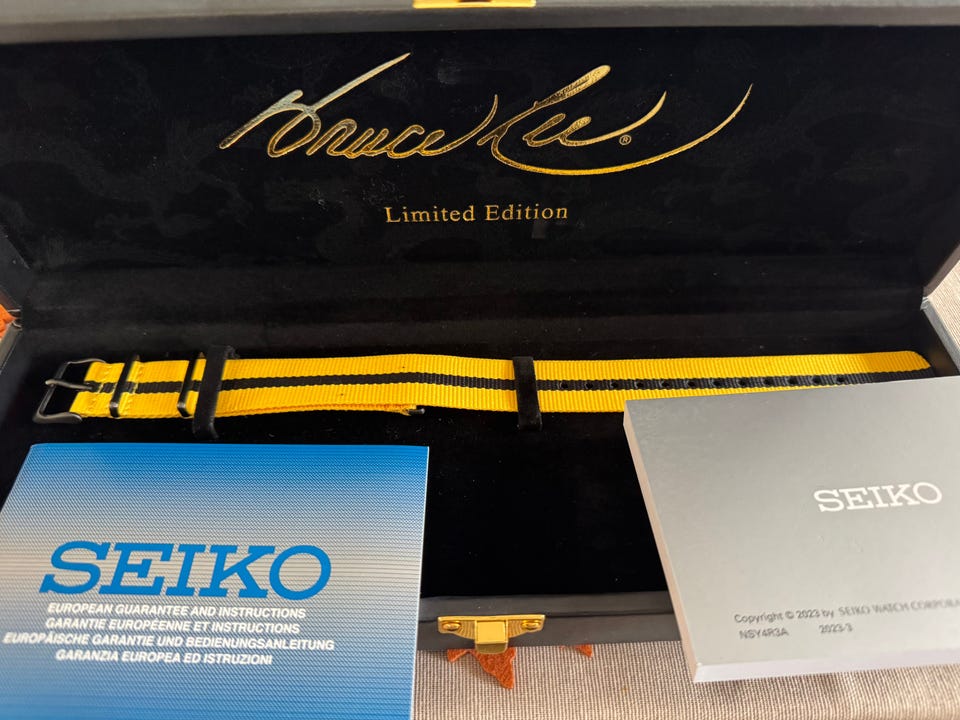 Bruce Lee®
Limited Edition
SEIKO
EUROPEAN GUARANTEE AND INSTRUCTIONS
GARANTIE EUROPÉENNE ET INSTRUCTIONS
EUROPÄISCHE GARANTIE UND BEDIENUNGSANLEITUNG
GARANZIA EUROPEA ED ISTRUZIONI
SEIKO
Copyright © 2023 by SEIKO WATCH CORPORA
NSY4R3A 2023-3